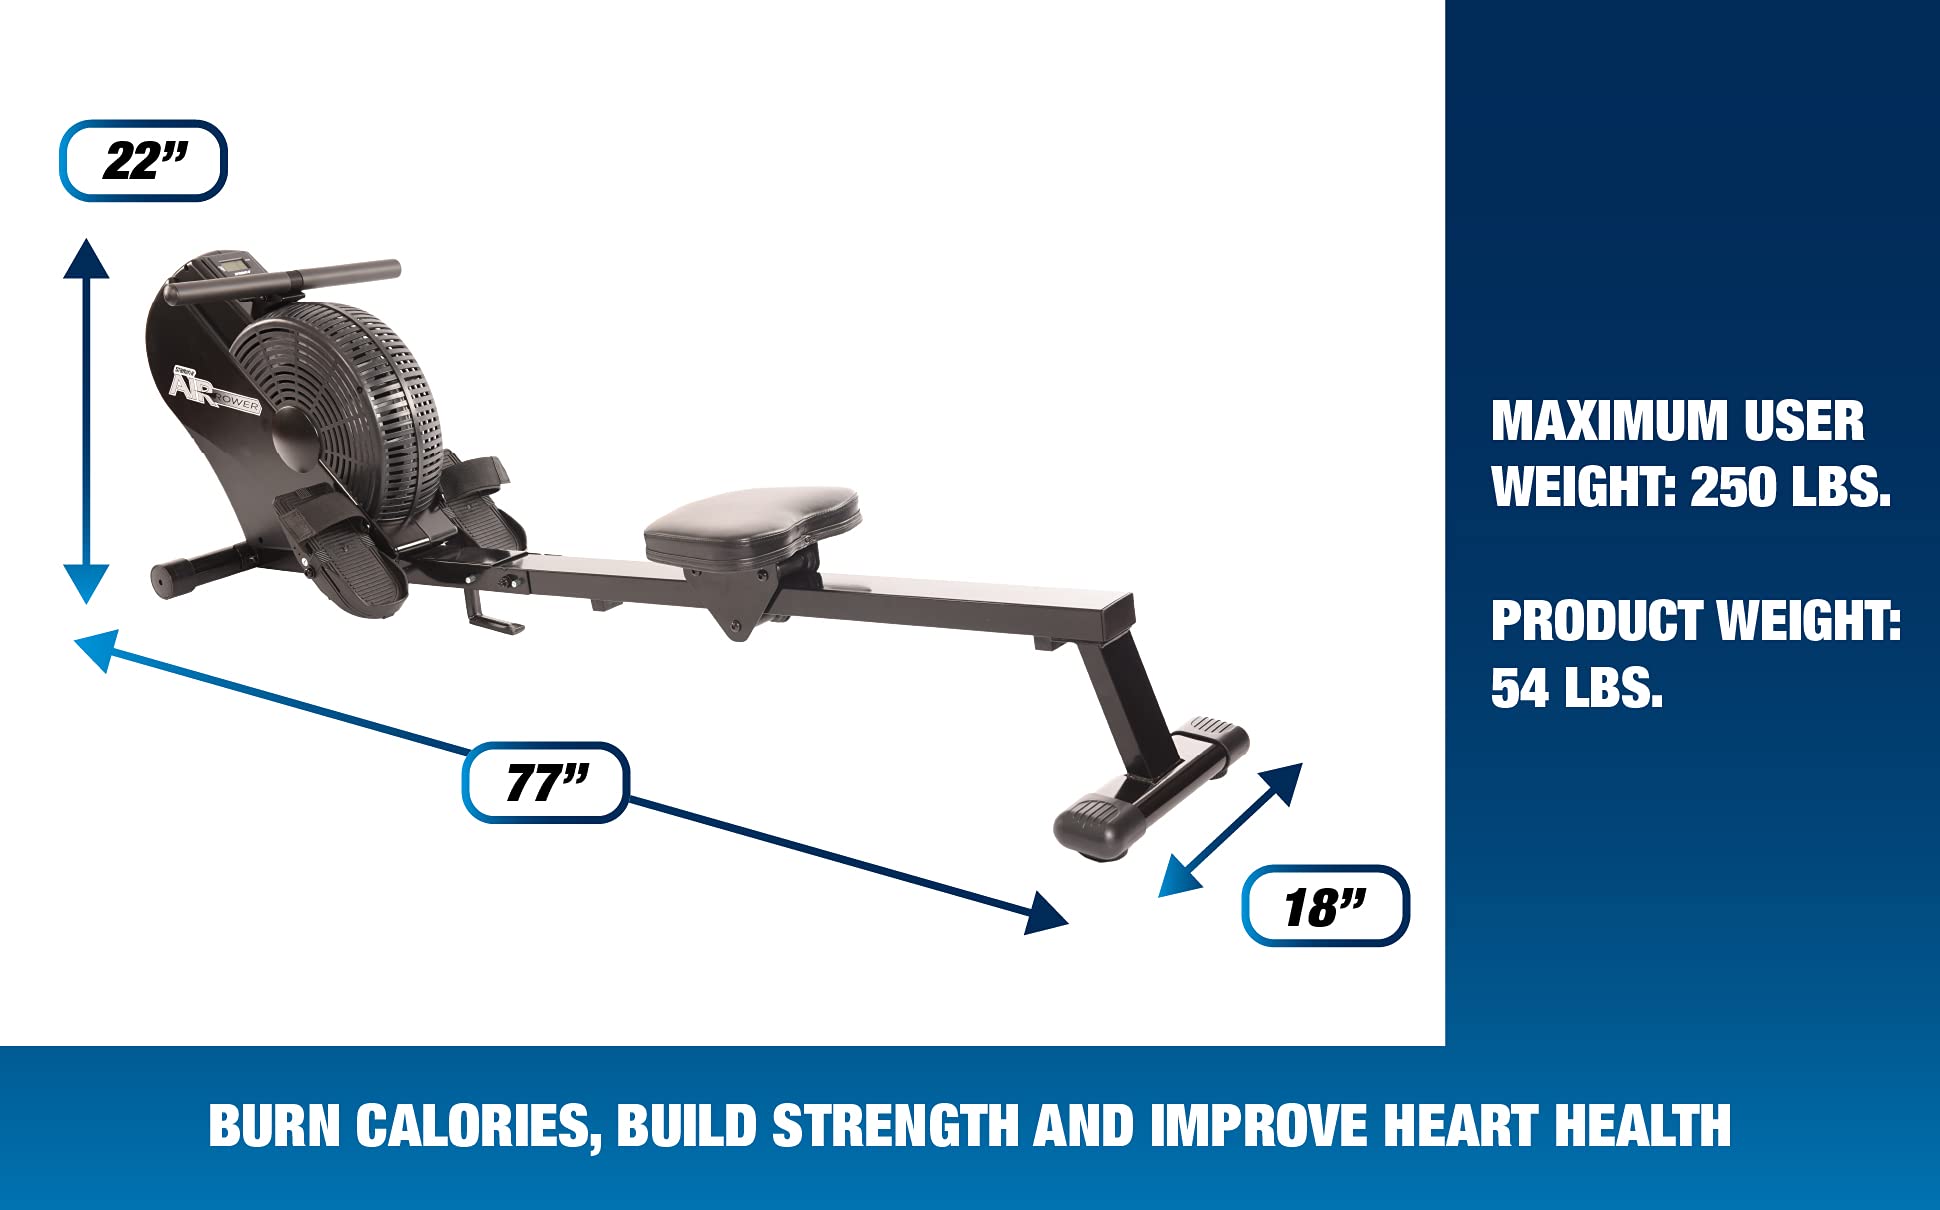 22”
AIR
ROWER
77”
18”
MAXIMUM USER
WEIGHT: 250 LBS.
PRODUCT WEIGHT:
54 LBS.
BURN CALORIES, BUILD STRENGTH AND IMPROVE HEART HEALTH